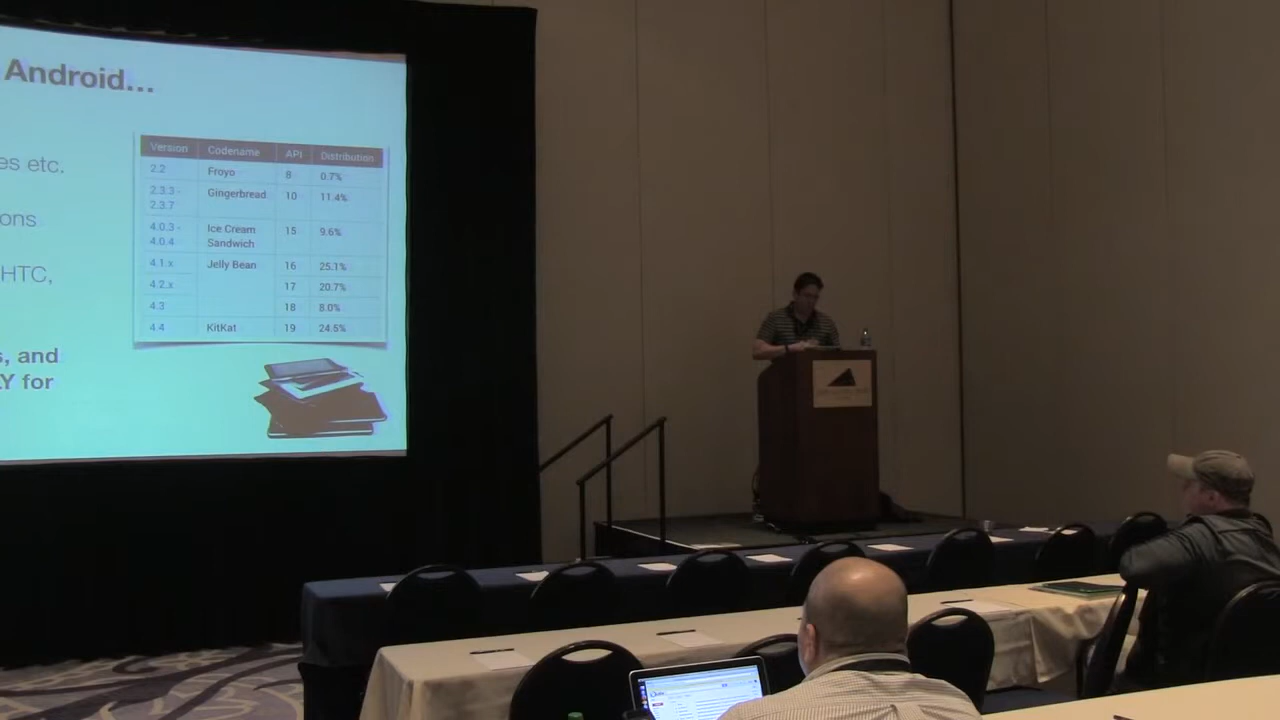 Android...
es etc.
ons
HTC,
s, and
LY for
Version Codename API Distribution
2.2 Froyo 8 0.7%
2.3.3 - Gingerbread 10 11.4%
2.3.7
4.0.3 - Ice Cream 15 9.6%
4.0.4 Sandwich
4.1.x Jelly Bean 16 25.1%
4.2.x 17 20.7%
4.3 18 8.0%
4.4 KitKat 19 24.5%